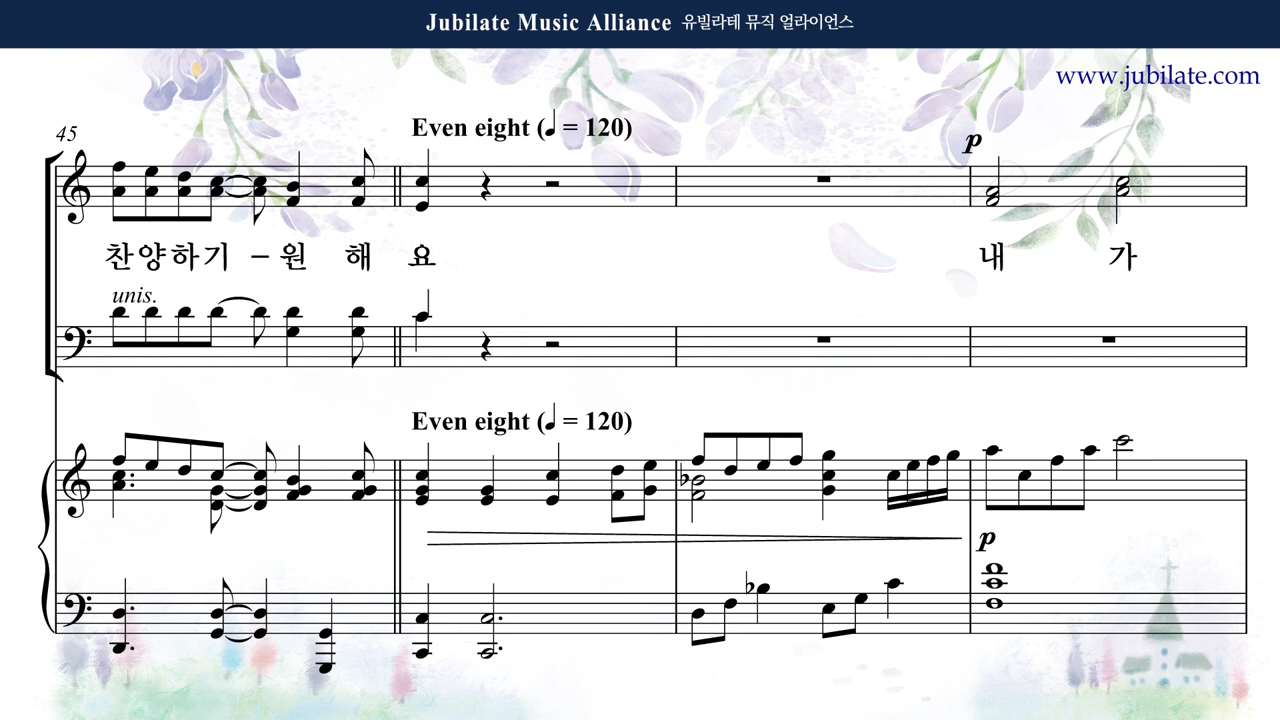 Jubilate Music Alliance 유빌라테 뮤직 얼라이언스
www.jubilate.com
45
Even eight (♩ = 120)
p
찬양하기 - 원 해 요 내 가
unis.
Even eight (♩ = 120)
p